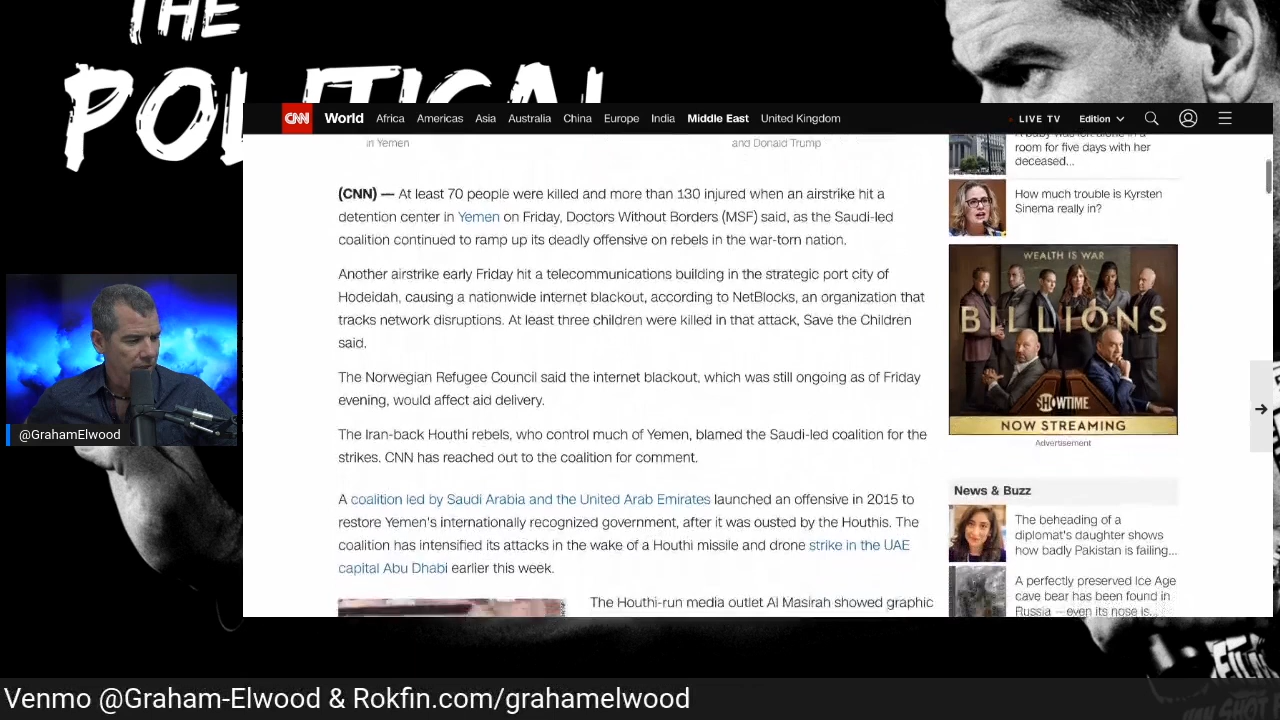 THE
POLITICAL
CNN World Africa Americas Asia Australia China Europe India Middle East United Kingdom LIVE TV Edition
in Yemen
and Donald Trump
(CNN) — At least 70 people were killed and more than 130 injured when an airstrike hit a
detention center in Yemen on Friday, Doctors Without Borders (MSF) said, as the Saudi-led
coalition continued to ramp up its deadly offensive on rebels in the war-torn nation.
Another airstrike early Friday hit a telecommunications building in the strategic port city of
Hodeidah, causing a nationwide internet blackout, according to NetBlocks, an organization that
tracks network disruptions. At least three children were killed in that attack, Save the Children
said.
The Norwegian Refugee Council said the internet blackout, which was still ongoing as of Friday
evening, would affect aid delivery.
The Iran-back Houthi rebels, who control much of Yemen, blamed the Saudi-led coalition for the
strikes. CNN has reached out to the coalition for comment.
A coalition led by Saudi Arabia and the United Arab Emirates launched an offensive in 2015 to
restore Yemen's internationally recognized government, after it was ousted by the Houthis. The
coalition has intensified its attacks in the wake of a Houthi missile and drone strike in the UAE
capital Abu Dhabi earlier this week.
The Houthi-run media outlet Al Masirah showed graphic
A baby was left alone in a
room for five days with her
deceased...
How much trouble is Kyrsten
Sinema really in?
WEALTH IS WAR
BILLIONS
SHOWTIME
NOW STREAMING
Advertisement
News & Buzz
The beheading of a
diplomat's daughter shows
how badly Pakistan is failing...
A perfectly preserved Ice Age
cave bear has been found in
Russia — even its nose is...
@GrahamElwood
Venmo @Graham-Elwood & Rokfin.com/grahamelwood